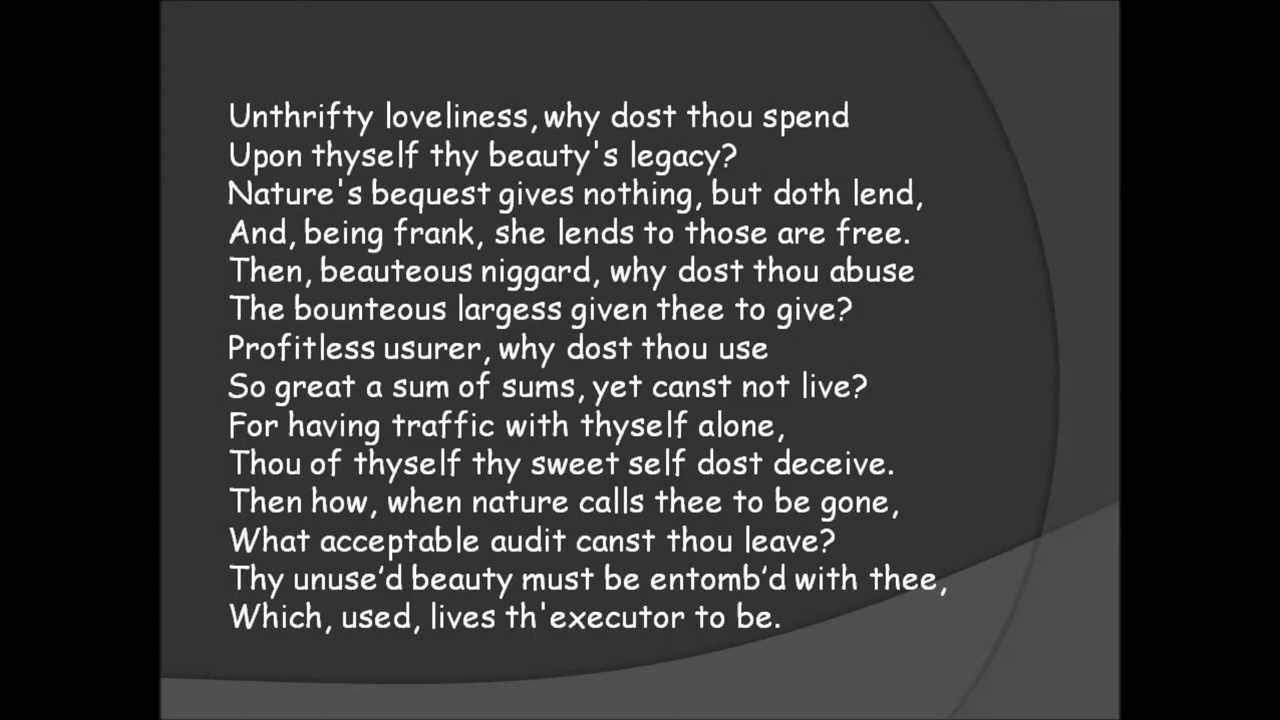 Unthrifty loveliness, why dost thou spend
Upon thyself thy beauty's legacy?
Nature's bequest gives nothing, but doth lend,
And, being frank, she lends to those are free.
Then, beauteous niggard, why dost thou abuse
The bounteous largess given thee to give?
Profitless usurer, why dost thou use
So great a sum of sums, yet canst not live?
For having traffic with thyself alone,
Thou of thyself thy sweet self dost deceive.
Then how, when nature calls thee to be gone,
What acceptable audit canst thou leave?
Thy unuse’d beauty must be entomb’d with thee,
Which, used, lives th'executor to be.